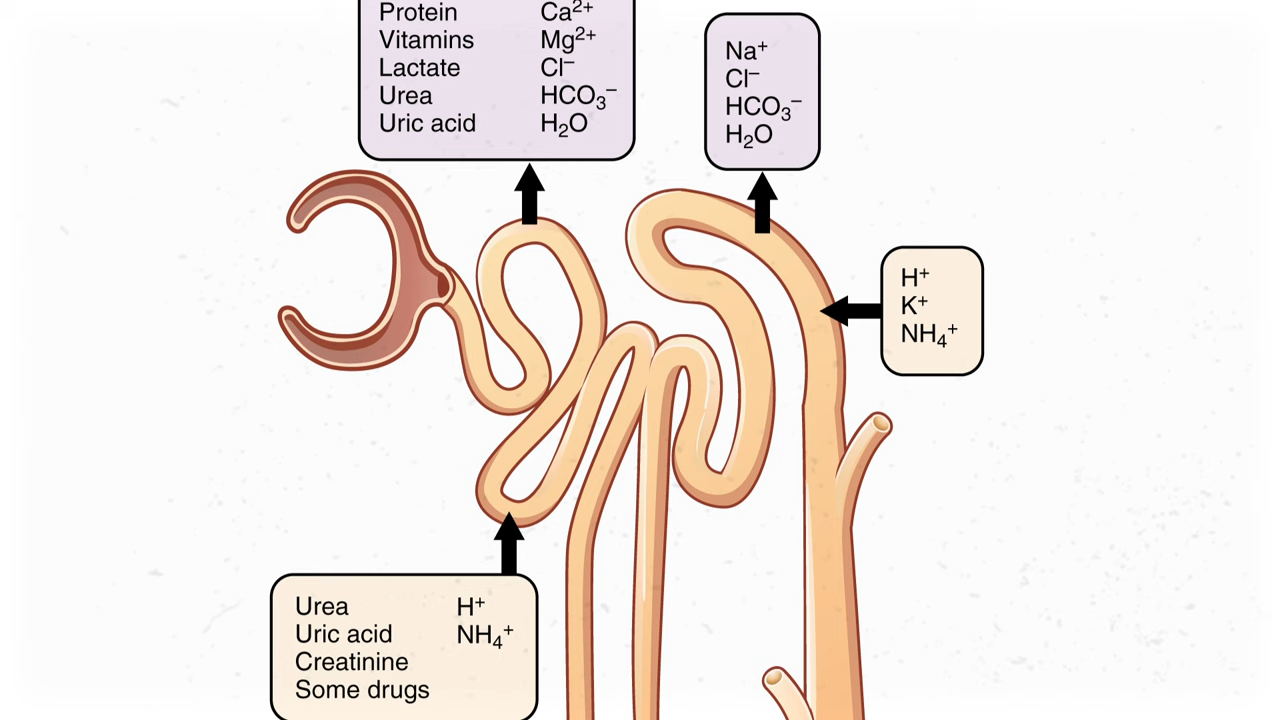 Protein Ca²⁺
Vitamins Mg²⁺
Lactate Cl⁻
Urea HCO₃⁻
Uric acid H₂O
Na⁺
Cl⁻
HCO₃⁻
H₂O
H⁺
K⁺
NH₄⁺
Urea H⁺
Uric acid NH₄⁺
Creatinine
Some drugs